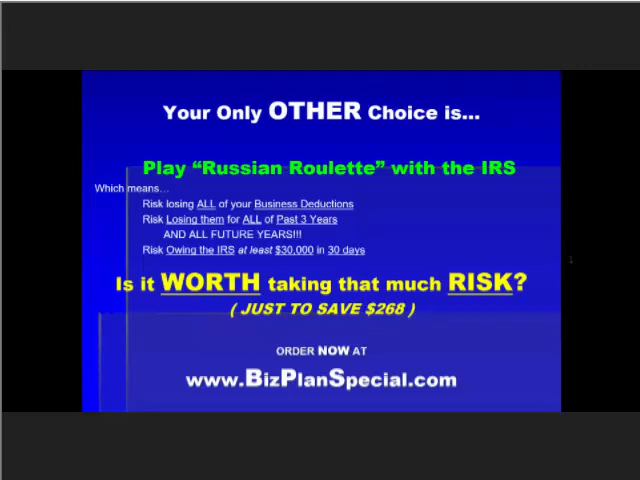 Your Only OTHER Choice is...
Play “Russian Roulette” with the IRS
Which means...
Risk losing ALL of your Business Deductions
Risk Losing them for ALL of Past 3 Years
AND ALL FUTURE YEARS!!!
Risk Owing the IRS at least $30,000 in 30 days
Is it WORTH taking that much RISK?
( JUST TO SAVE $268 )
ORDER NOW AT
www.BizPlanSpecial.com